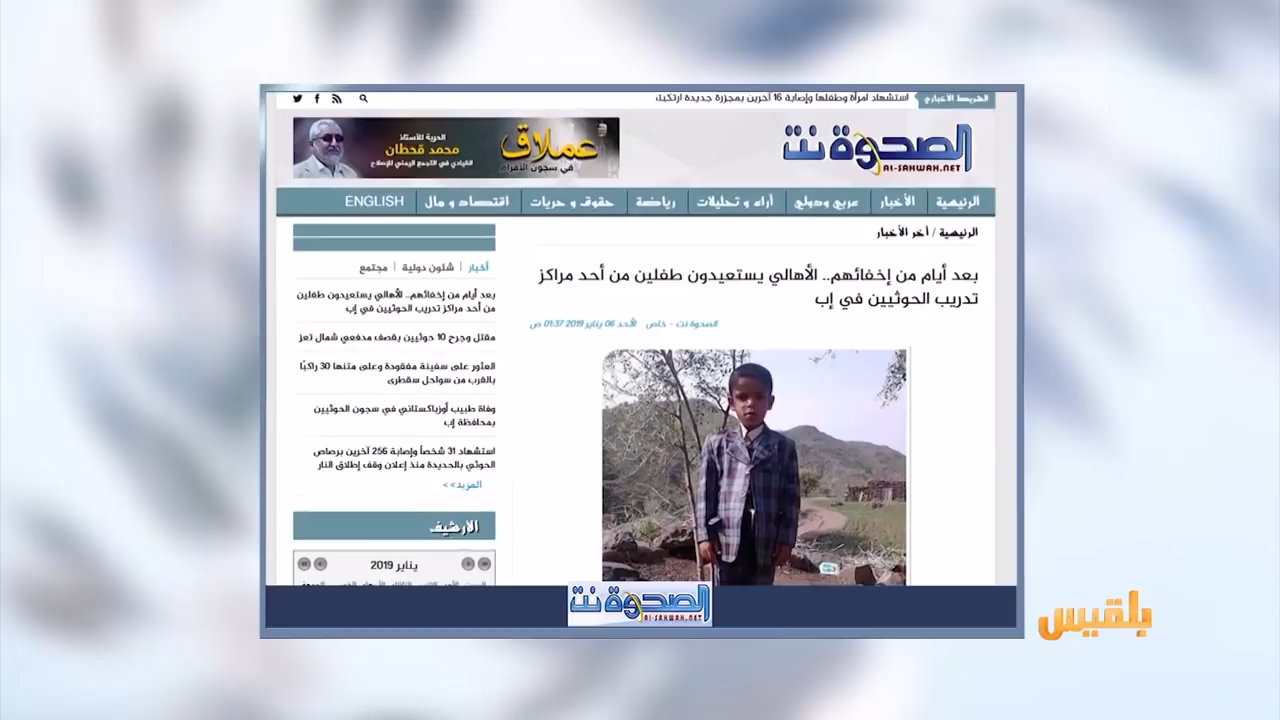 الشريط الأخباري
استشهاد امرأة وطفلها وإصابة 16 آخرين بمجزرة جديدة ارتكبت
الصحوة نت
AL-SAHWAH.NET
عملاق
في سجون الأقزام
الحرية للأستاذ
محمد قحطان
القيادي في التجمع اليمني للإصلاح
الرئيسية الأخبار عربي ودولي آراء و تحليلات رياضة حقوق و حريات اقتصاد و مال ENGLISH
الرئيسية / آخر الأخبار
بعد أيام من إخفائهم.. الأهالي يستعيدون طفلين من أحد مراكز
تدريب الحوثيين في إب
الصحوة نت - خاص الأحد 06 يناير 2019 01:37 ص
أخبار | شئون دولية | مجتمع
بعد أيام من إخفائهم.. الأهالي يستعيدون طفلين
من أحد مراكز تدريب الحوثيين في إب
مقتل وجرح 10 حوثيين بقصف مدفعي شمال تعز
العثور على سفينة مفقودة وعلى متنها 30 راكبًا
بالقرب من سواحل سقطرى
وفاة طبيب أوزباكستاني في سجون الحوثيين
بمحافظة إب
استشهاد 31 شخصاً وإصابة 256 آخرين برصاص
الحوثي بالحديدة منذ إعلان وقف إطلاق النار
المزيد >>
الارشيف
يناير 2019
الصحوة نت
AL-SAHWAH.NET
بلقيس